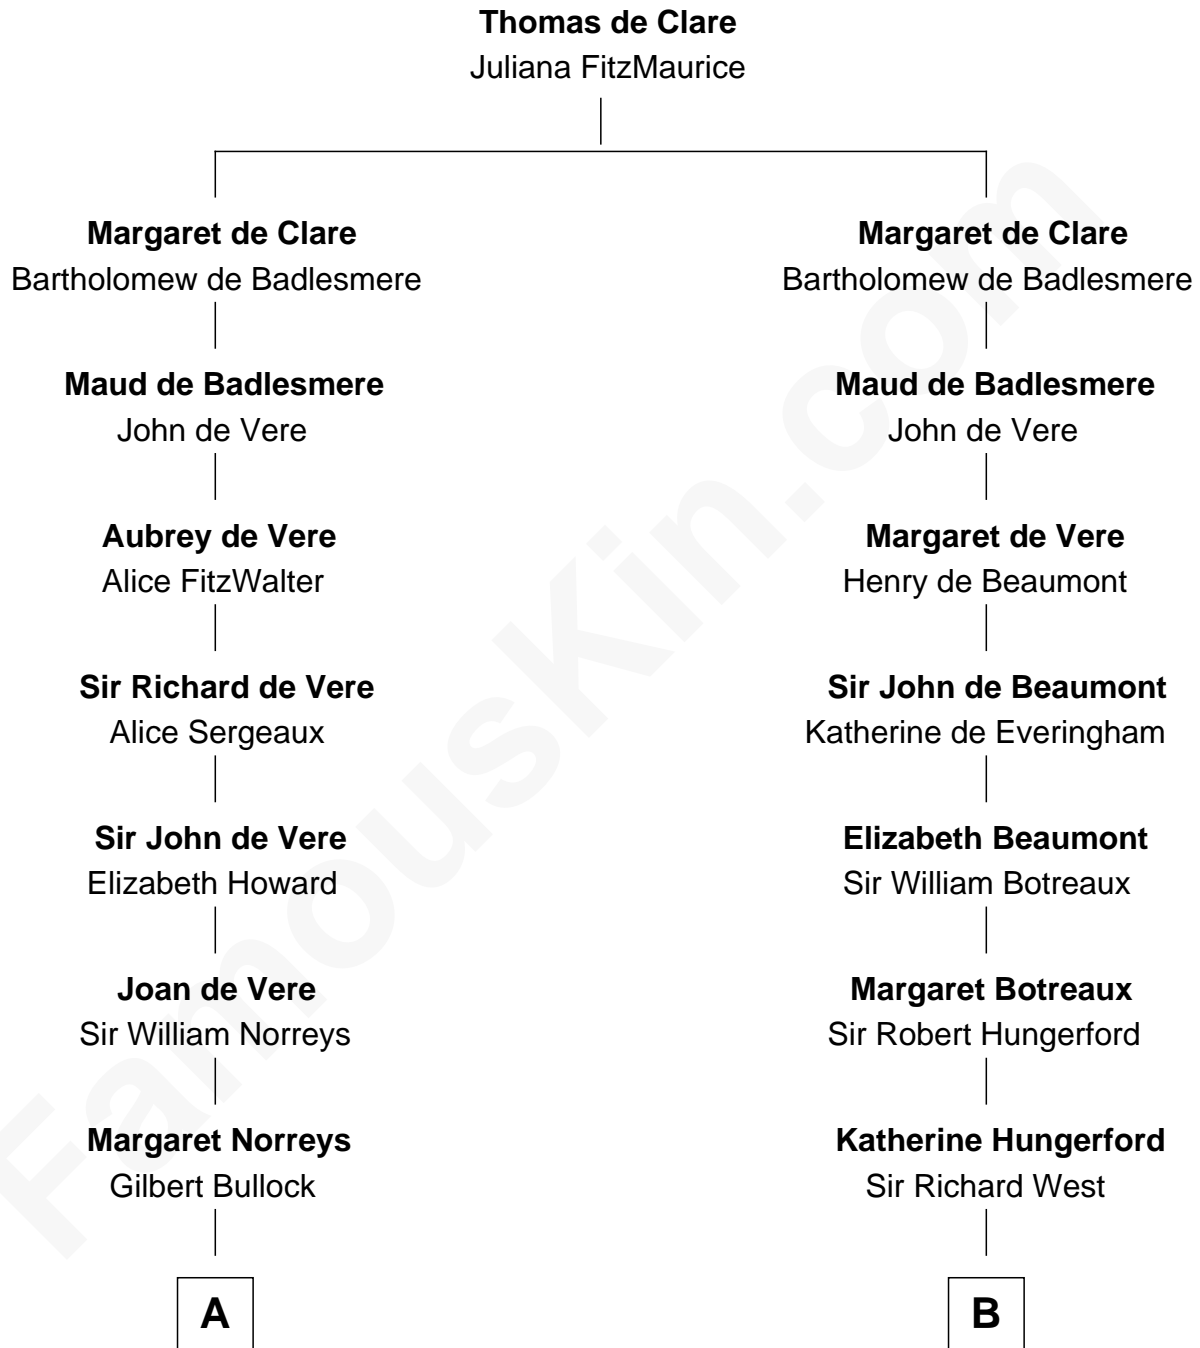 Thomas de Clare
Juliana FitzMaurice
Margaret de Clare
Bartholomew de Badlesmere
Margaret de Clare
Bartholomew de Badlesmere
Maud de Badlesmere
John de Vere
Maud de Badlesmere
John de Vere
Aubrey de Vere
Alice FitzWalter
Margaret de Vere
Henry de Beaumont
Sir Richard de Vere
Alice Sergeaux
Sir John de Beaumont
Katherine de Everingham
Sir John de Vere
Elizabeth Howard
Elizabeth Beaumont
Sir William Botreaux
Joan de Vere
Sir William Norreys
Margaret Botreaux
Sir Robert Hungerford
Margaret Norreys
Gilbert Bullock
Katherine Hungerford
Sir Richard West
A
B
FamousKin.com